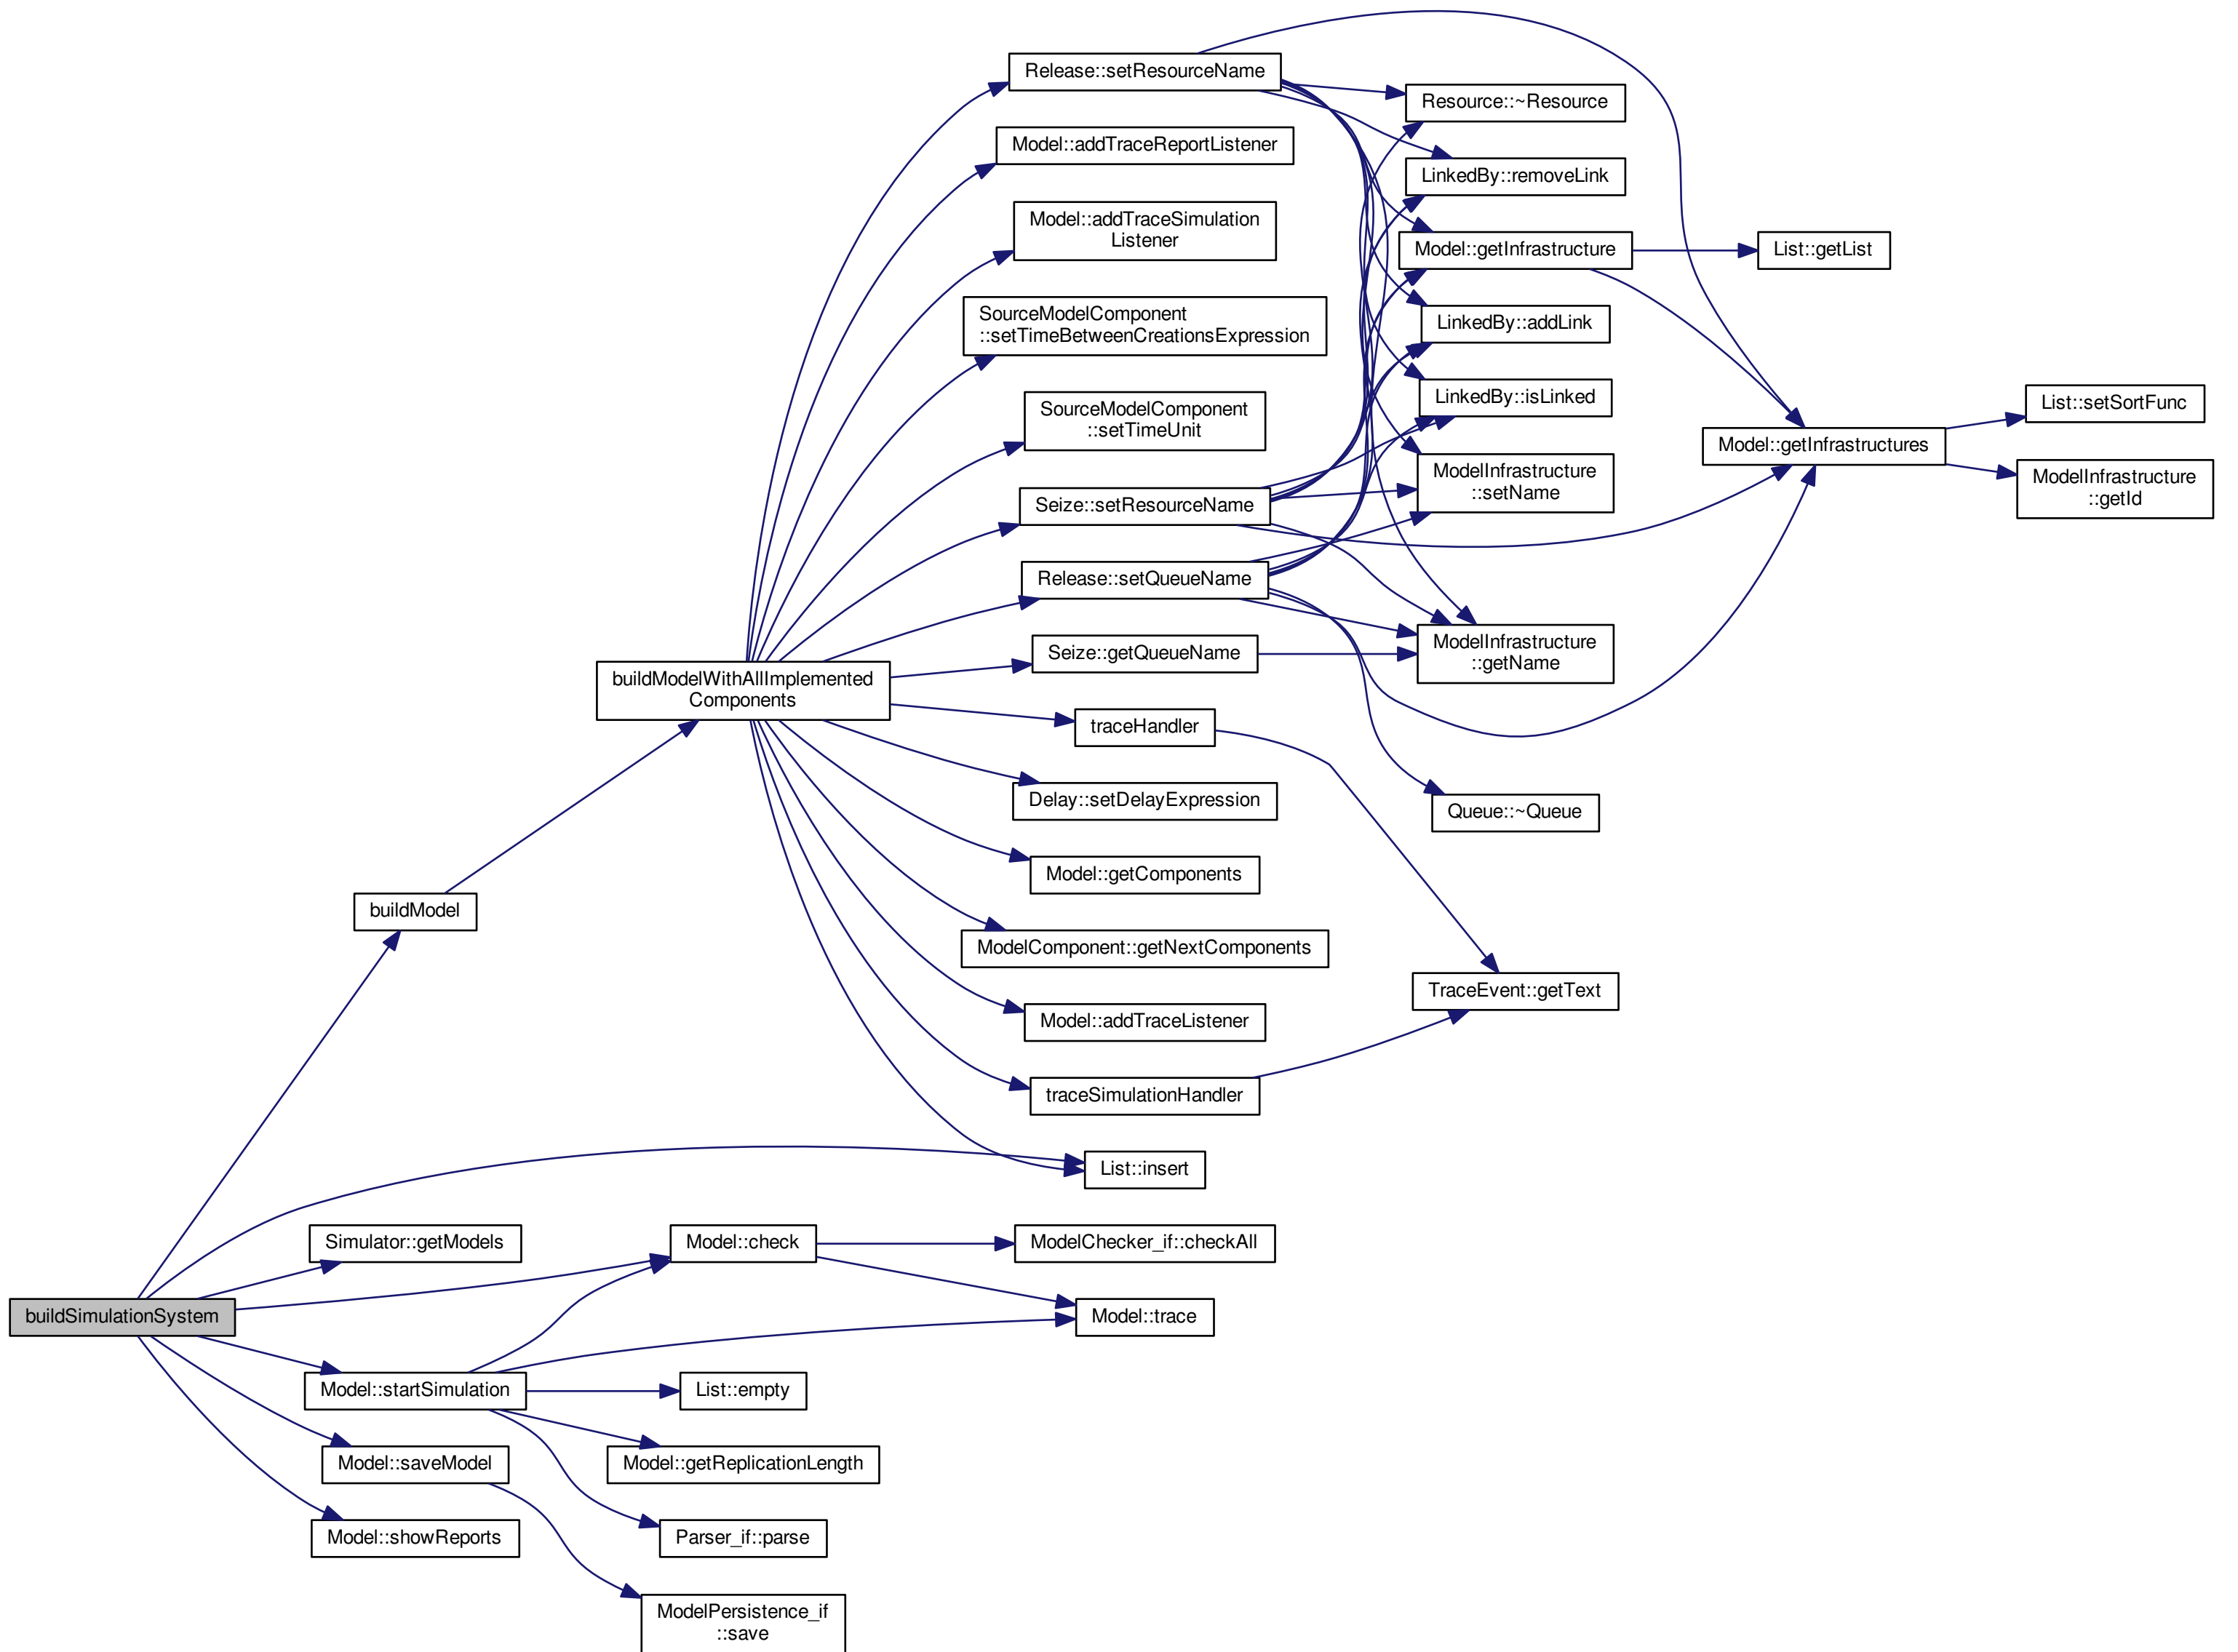 Release::setResourceName
Resource::~Resource
Model::addTraceReportListener
LinkedBy::removeLink
Model::addTraceSimulation
Listener
Model::getInfrastructure
List::getList
SourceModelComponent
::setTimeBetweenCreationsExpression
LinkedBy::addLink
SourceModelComponent
::setTimeUnit
LinkedBy::isLinked
List::setSortFunc
Model::getInfrastructures
Seize::setResourceName
ModelInfrastructure
::setName
ModelInfrastructure
::getId
Release::setQueueName
Seize::getQueueName
ModelInfrastructure
::getName
buildModelWithAllImplemented
Components
traceHandler
Delay::setDelayExpression
Queue::~Queue
Model::getComponents
buildModel
ModelComponent::getNextComponents
TraceEvent::getText
Model::addTraceListener
traceSimulationHandler
List::insert
Simulator::getModels
Model::check
ModelChecker_if::checkAll
buildSimulationSystem
Model::trace
Model::startSimulation
List::empty
Model::saveModel
Model::getReplicationLength
Model::showReports
Parser_if::parse
ModelPersistence_if
::save